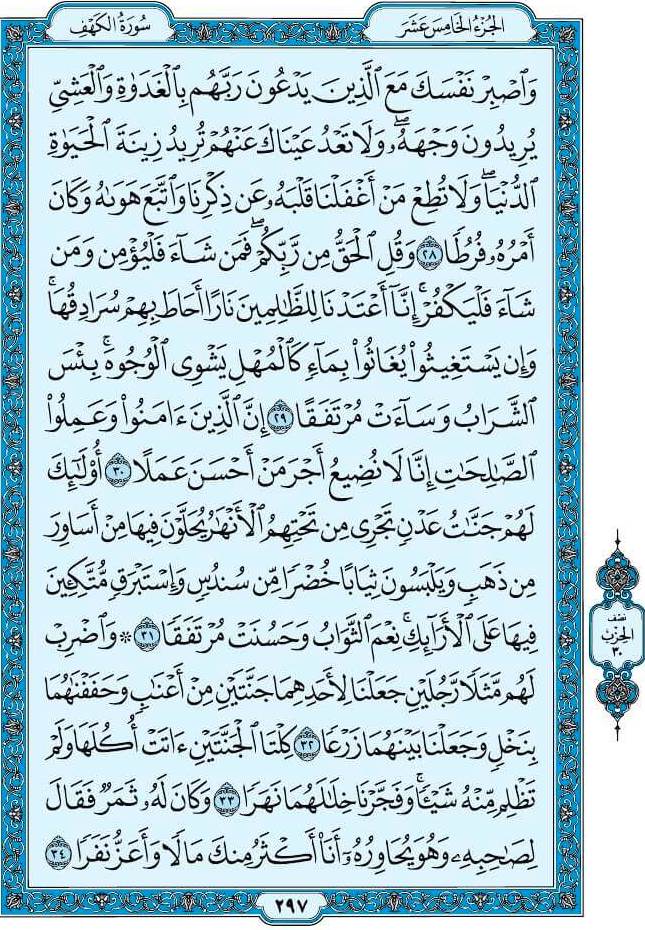 سُورَةُ الكَهْفِ
الجُزْءُ الخَامِسَ عَشَرَ
وَٱصْبِرْ نَفْسَكَ مَعَ ٱلَّذِينَ يَدْعُونَ رَبَّهُم بِٱلْغَدَوٰةِ وَٱلْعَشِىِّ
يُرِيدُونَ وَجْهَهُۥۖ وَلَا تَعْدُ عَيْنَاكَ عَنْهُمْ تُرِيدُ زِينَةَ ٱلْحَيَوٰةِ
ٱلدُّنْيَاۖ وَلَا تُطِعْ مَنْ أَغْفَلْنَا قَلْبَهُۥ عَن ذِكْرِنَا وَٱتَّبَعَ هَوَىٰهُ وَكَانَ
أَمْرُهُۥ فُرُطًا ٢٨ وَقُلِ ٱلْحَقُّ مِن رَّبِّكُمْۖ فَمَن شَآءَ فَلْيُؤْمِن وَمَن
شَآءَ فَلْيَكْفُرْۚ إِنَّآ أَعْتَدْنَا لِلظَّٰلِمِينَ نَارًا أَحَاطَ بِهِمْ سُرَادِقُهَاۚ
وَإِن يَسْتَغِيثُوا۟ يُغَاثُوا۟ بِمَآءٍ كَٱلْمُهْلِ يَشْوِى ٱلْوُجُوهَۚ بِئْسَ
ٱلشَّرَابُ وَسَآءَتْ مُرْتَفَقًا ٢٩ إِنَّ ٱلَّذِينَ ءَامَنُوا۟ وَعَمِلُوا۟
ٱلصَّٰلِحَٰتِ إِنَّا لَا نُضِيعُ أَجْرَ مَنْ أَحْسَنَ عَمَلًا ٣٠ أُو۟لَٰٓئِكَ
لَهُمْ جَنَّٰتُ عَدْنٍ تَجْرِى مِن تَحْتِهِمُ ٱلْأَنْهَٰرُ يُحَلَّوْنَ فِيهَا مِنْ أَسَاوِرَ
مِن ذَهَبٍ وَيَلْبَسُونَ ثِيَابًا خُضْرًا مِّن سُندُسٍ وَإِسْتَبْرَقٍ مُّتَّكِـِٔينَ
فِيهَا عَلَى ٱلْأَرَآئِكِۚ نِعْمَ ٱلثَّوَابُ وَحَسُنَتْ مُرْتَفَقًا ٣١ * وَٱضْرِبْ
لَهُم مَّثَلًا رَّجُلَيْنِ جَعَلْنَا لِأَحَدِهِمَا جَنَّتَيْنِ مِنْ أَعْنَٰبٍ وَحَفَفْنَٰهُمَا
بِنَخْلٍ وَجَعَلْنَا بَيْنَهُمَا زَرْعًا ٣٢ كِلْتَا ٱلْجَنَّتَيْنِ ءَاتَتْ أُكُلَهَا وَلَمْ
تَظْلِم مِّنْهُ شَيْـًٔاۚ وَفَجَّرْنَا خِلَٰلَهُمَا نَهَرًا ٣٣ وَكَانَ لَهُۥ ثَمَرٌ فَقَالَ
لِصَٰحِبِهِۦ وَهُوَ يُحَاوِرُهُۥٓ أَنَا۠ أَكْثَرُ مِنكَ مَالًا وَأَعَزُّ نَفَرًا ٣٤
نصف
الحزب
٣٠
٢٩٧